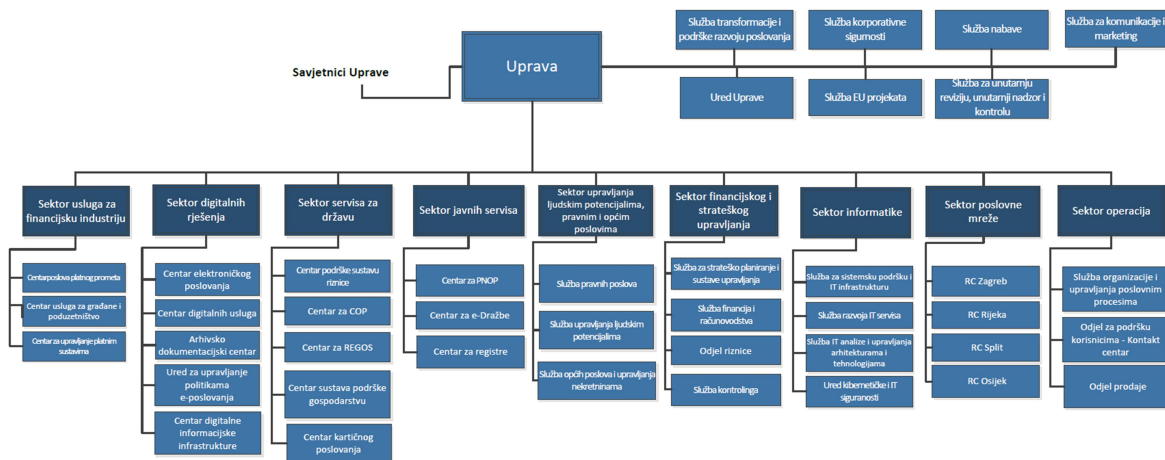 Služba transformacije i
podrške razvoju poslovanja
Služba korporativne
sigurnosti
Služba nabave
Služba za komunikacije i
marketing
Uprava
Savjetnici Uprave
Ured Uprave
Služba EU projekata
Služba za unutarnju
reviziju, unutarnji nadzor i
kontrolu
Sektor usluga za
financijsku industriju
Centar poslova platnog prometa
Centar usluga za građane i
poduzetništvo
Centar za upravljanje platnim
sustavima
Sektor digitalnih
rješenja
Centar elektroničkog
poslovanja
Centar digitalnih usluga
Arhivsko
dokumentacijski centar
Ured za upravljanje
politikama
e-poslovanja
Centar digitalne
informacijske
infrastrukture
Sektor servisa za
državu
Centar podrške sustavu
riznice
Centar za COP
Centar za REGOS
Centar sustava podrške
gospodarstvu
Centar kartičnog
poslovanja
Sektor javnih servisa
Centar za PNOP
Centar za e-Dražbe
Centar za registre
Sektor upravljanja
ljudskim potencijalima,
pravnim i općim
poslovima
Služba pravnih poslova
Služba upravljanja ljudskim
potencijalima
Služba općih poslova i upravljanja
nekretninama
Sektor financijskog i
strateškog
upravljanja
Služba za strateško planiranje i
sustave upravljanja
Služba financija i
računovodstva
Odjel riznice
Služba kontrolinga
Sektor informatike
Služba za sistemsku podršku i
IT infrastrukturu
Služba razvoja IT servisa
Služba IT analize i upravljanja
arhitekturama i
tehnologijama
Ured kibernetičke i IT
siguranosti
Sektor poslovne
mreže
RC Zagreb
RC Rijeka
RC Split
RC Osijek
Sektor operacija
Služba organizacije i
upravljanja poslovnim
procesima
Odjel za podršku
korisnicima - Kontakt
centar
Odjel prodaje